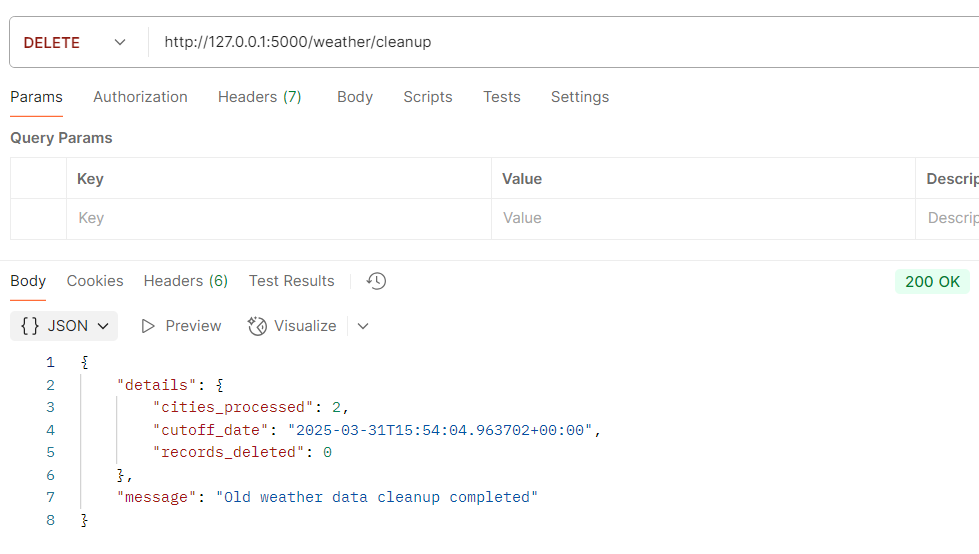 DELETE http://127.0.0.1:5000/weather/cleanup
Params Authorization Headers (7) Body Scripts Tests Settings
Query Params
Key Value Descrip
Key Value Descrip
Body Cookies Headers (6) Test Results 200 OK
{} JSON Preview Visualize
1 {
2 "details": {
3 "cities_processed": 2,
4 "cutoff_date": "2025-03-31T15:54:04.963702+00:00",
5 "records_deleted": 0
6 },
7 "message": "Old weather data cleanup completed"
8 }